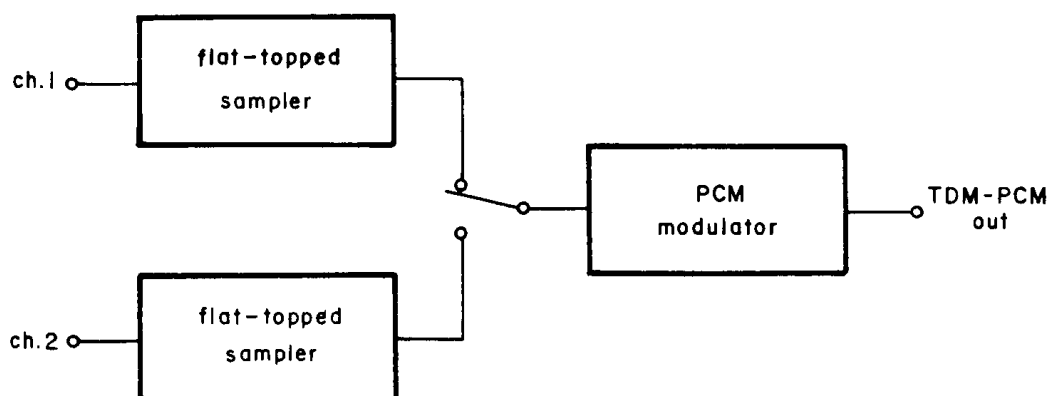 flat-topped
sampler
ch.1
PCM
modulator
TDM-PCM
out
flat-topped
sampler
ch.2